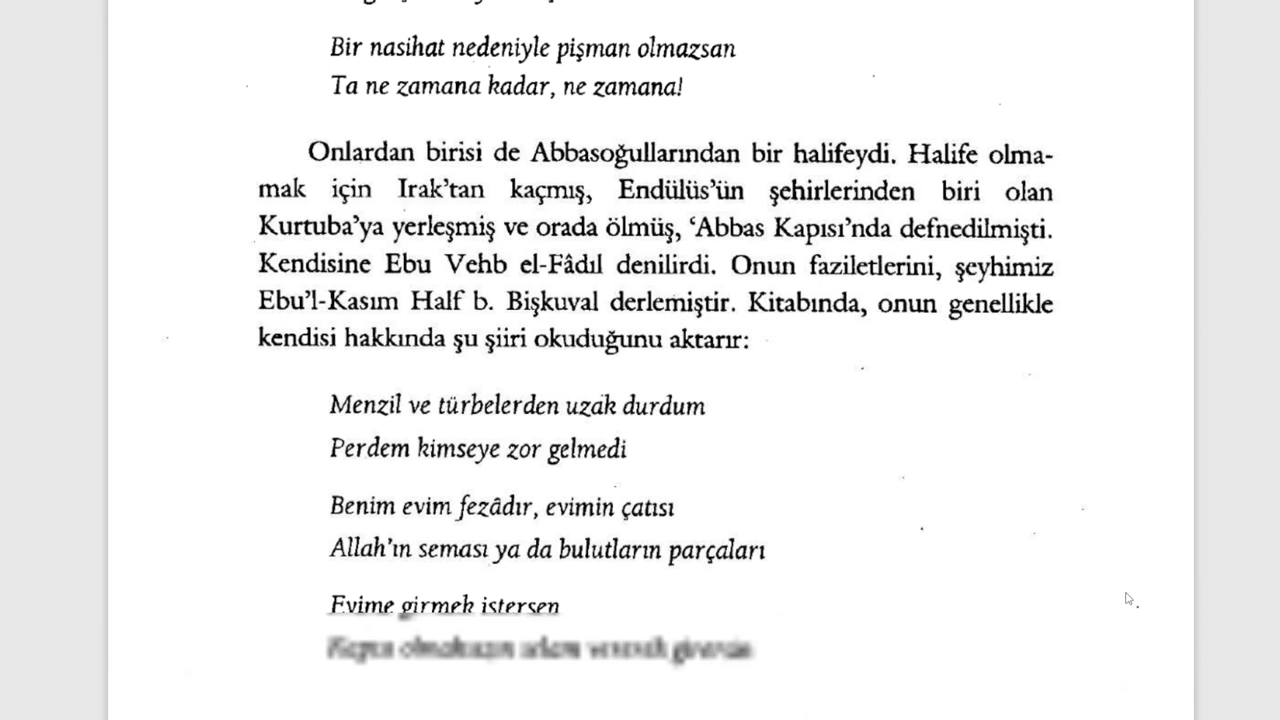 Bir nasihat nedeniyle pişman olmazsan
Ta ne zamana kadar, ne zamana!
Onlardan birisi de Abbasoğullarından bir halifeydi. Halife olma-
mak için Irak’tan kaçmış, Endülüs’ün şehirlerinden biri olan
Kurtuba’ya yerleşmiş ve orada ölmüş, ‘Abbas Kapısı’nda defnedilmişti.
Kendisine Ebu Vehb el-Fâdıl denilirdi. Onun faziletlerini, şeyhimiz
Ebu’l-Kasım Half b. Bişkuval derlemiştir. Kitabında, onun genellikle
kendisi hakkında şu şiiri okuduğunu aktarır:
Menzil ve türbelerden uzak durdum
Perdem kimseye zor gelmedi
Benim evim fezâdır, evimin çatısı
Allah’ın seması ya da bulutların parçaları
Evime girmek istersen